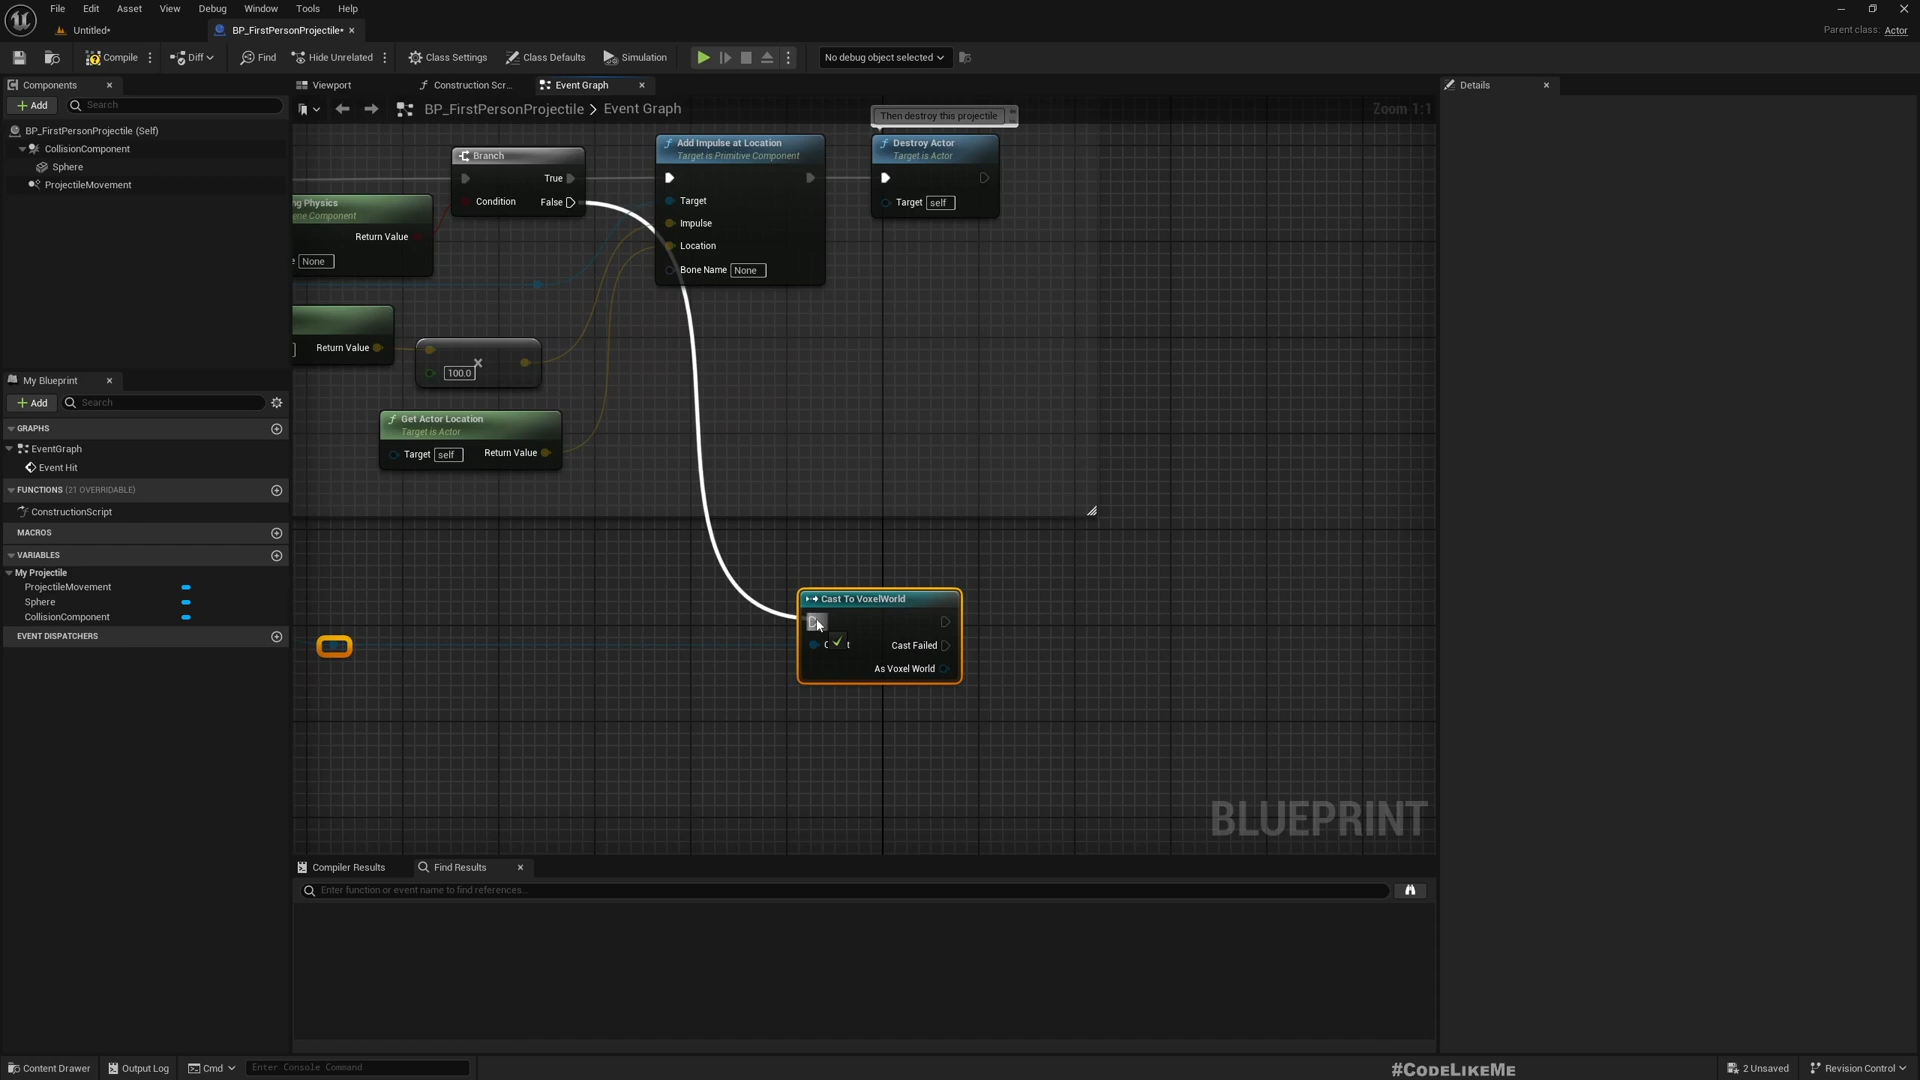 File Edit Asset View Window Debug Tools Help
Untitled*
BP_FirstPersonProjectile*
Parent class: Actor
Compile
Diff
Find
Hide Unrelated
Class Settings
Class Defaults
Simulation
No debug object selected
Components
Add
Search
BP_FirstPersonProjectile (Self)
CollisionComponent
Sphere
ProjectileMovement
My Blueprint
Add
Search
GRAPHS
EventGraph
Event Hit
FUNCTIONS (21 OVERRIDABLE)
ConstructionScript
MACROS
VARIABLES
My Projectile
ProjectileMovement
Sphere
CollisionComponent
EVENT DISPATCHERS
Viewport
Construction Scr...
Event Graph
BP_FirstPersonProjectile > Event Graph
Zoom 1:1
Then destroy this projectile
Branch
True
Condition
False
Add Impulse at Location
Target is Primitive Component
Target
Impulse
Location
Bone Name None
Destroy Actor
Target is Actor
Target self
ng Physics
ene Component
Return Value
e None
Return Value
×
100.0
Get Actor Location
Target is Actor
Target self
Return Value
Cast To VoxelWorld
Cast Failed
As Voxel World
BLUEPRINT
Compiler Results
Find Results
Enter function or event name to find references...
Details
Content Drawer
Output Log
Cmd
Enter Console Command
#CodeLikeMe
2 Unsaved
Revision Control